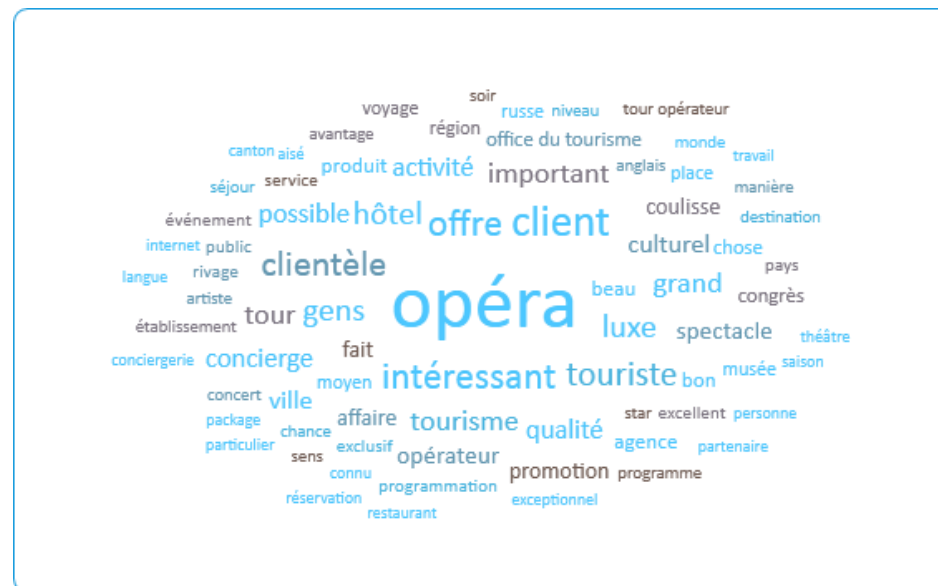 soir
voyage russe niveau tour opérateur
avantage région office du tourisme monde
canton aisé produit activité important anglais place travail
séjour service manière
événement possible hôtel offre client coulisse destination
internet public clientèle culturel chose
langue rivage opéra beau grand pays
artiste congrès
établissement tour gens luxe spectacle théâtre
conciergerie concierge fait musée saison
moyen intéressant touriste bon
concert ville
package affaire tourisme qualité star excellent personne
particulier chance exclusif agence partenaire
sens opérateur
connu promotion programme
réservation programmation exceptionnel
restaurant